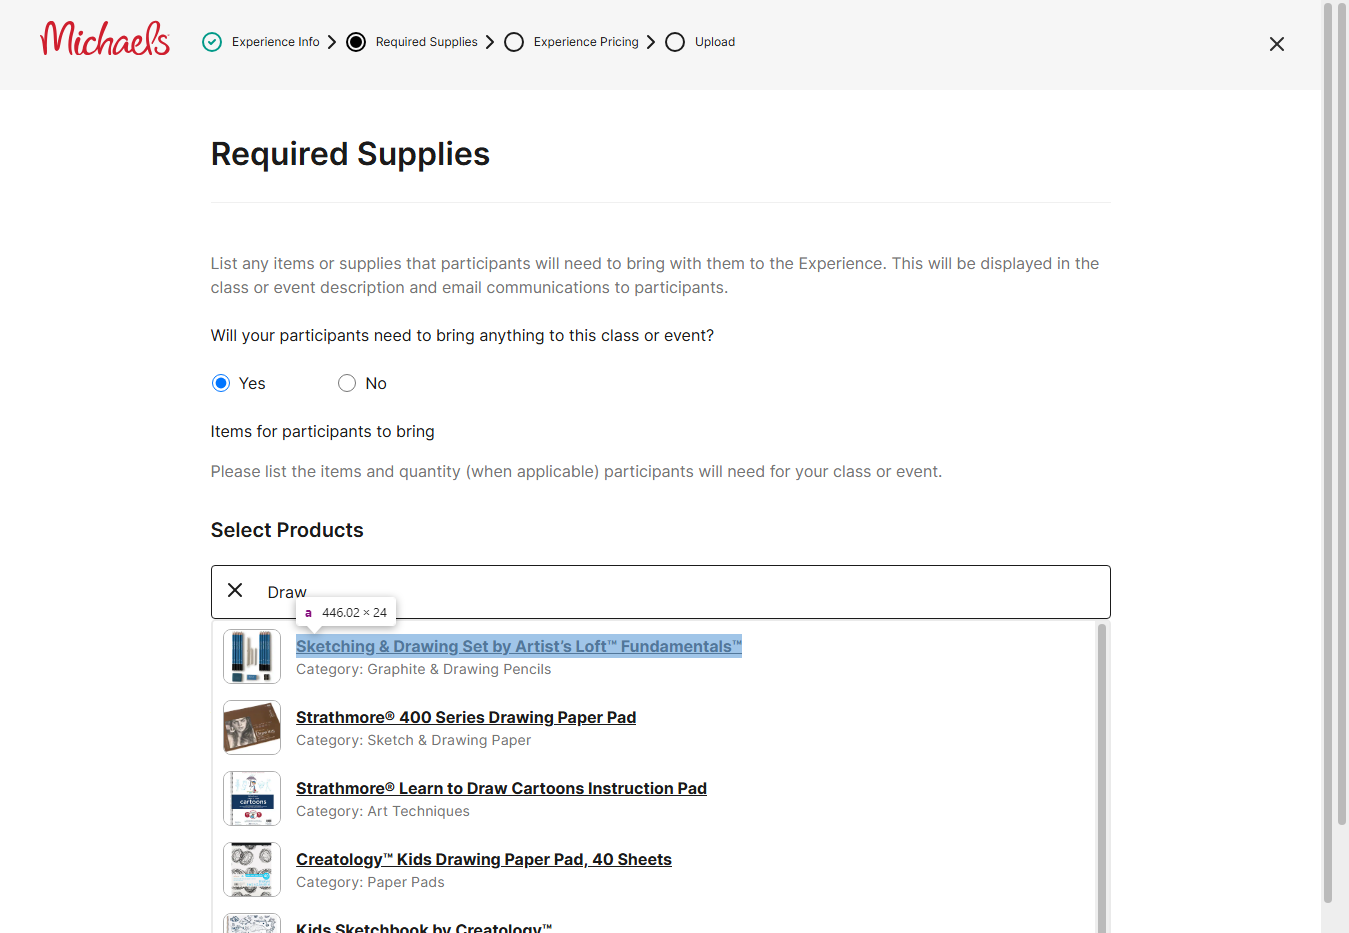 Michaels
Experience Info
Required Supplies
Experience Pricing
Upload
Required Supplies
List any items or supplies that participants will need to bring with them to the Experience. This will be displayed in the
class or event description and email communications to participants.
Will your participants need to bring anything to this class or event?
Yes
No
Items for participants to bring
Please list the items and quantity (when applicable) participants will need for your class or event.
Select Products
Draw
a 446.02 × 24
Sketching & Drawing Set by Artist’s Loft™ Fundamentals™
Category: Graphite & Drawing Pencils
Strathmore® 400 Series Drawing Paper Pad
Category: Sketch & Drawing Paper
Strathmore® Learn to Draw Cartoons Instruction Pad
Category: Art Techniques
cartoons
Creatology™ Kids Drawing Paper Pad, 40 Sheets
Category: Paper Pads
Kids Sketchbook by Creatology™